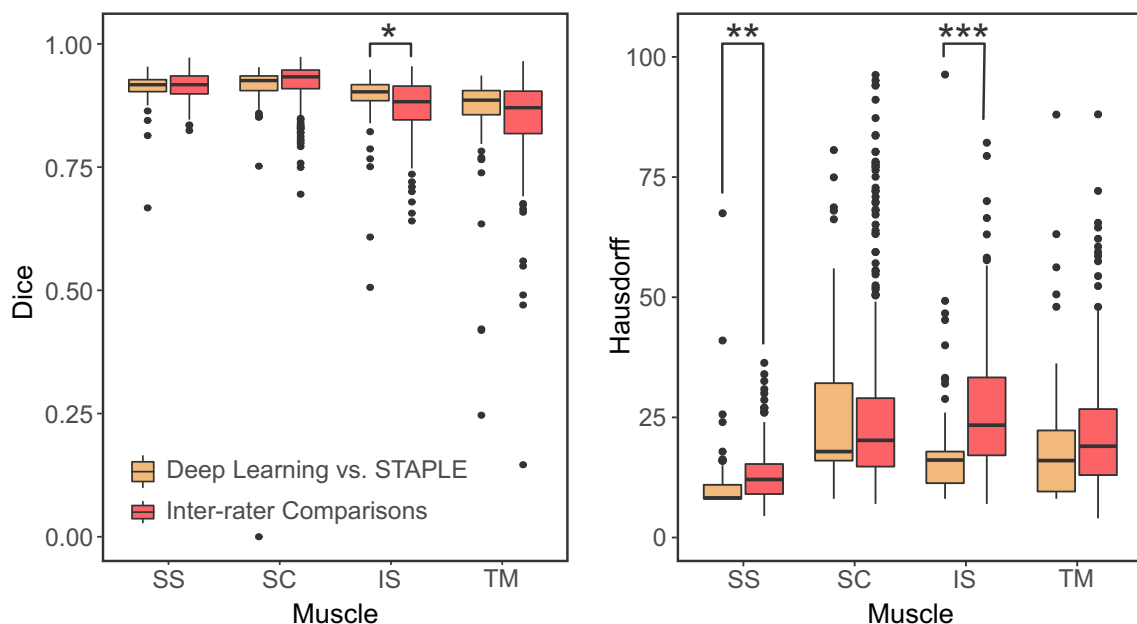 *
1.00
0.75
0.50
0.25
0.00
Dice
Deep Learning vs. STAPLE
Inter-rater Comparisons
SS SC IS TM
Muscle
** ***
100
75
50
25
0
Hausdorff
SS SC IS TM
Muscle